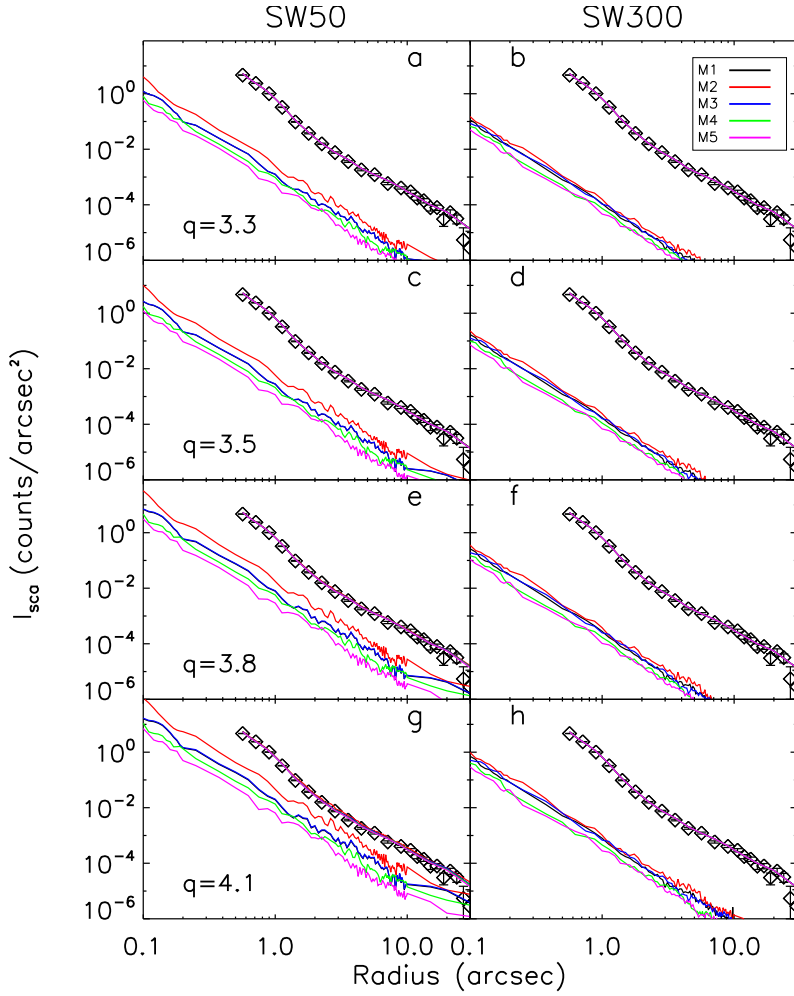 SW50 SW300
a b
M1
M2
M3
M4
M5
10⁰
10⁻²
10⁻⁴
10⁻⁶
q=3.3
c d
10⁰
10⁻²
10⁻⁴
10⁻⁶
q=3.5
e f
10⁰
10⁻²
10⁻⁴
10⁻⁶
q=3.8
g h
10⁰
10⁻²
10⁻⁴
10⁻⁶
q=4.1
0.1 1.0 10.0 0.1 1.0 10.0
Radius (arcsec)
I_sca (counts/arcsec²)